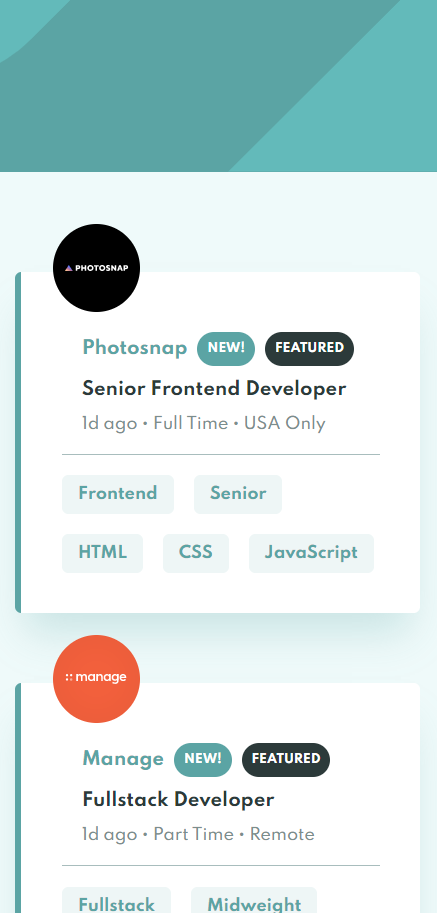 PHOTOSNAP
Photosnap NEW! FEATURED
Senior Frontend Developer
1d ago • Full Time • USA Only
Frontend Senior
HTML CSS JavaScript
manage
Manage NEW! FEATURED
Fullstack Developer
1d ago • Part Time • Remote
Fullstack Midweight